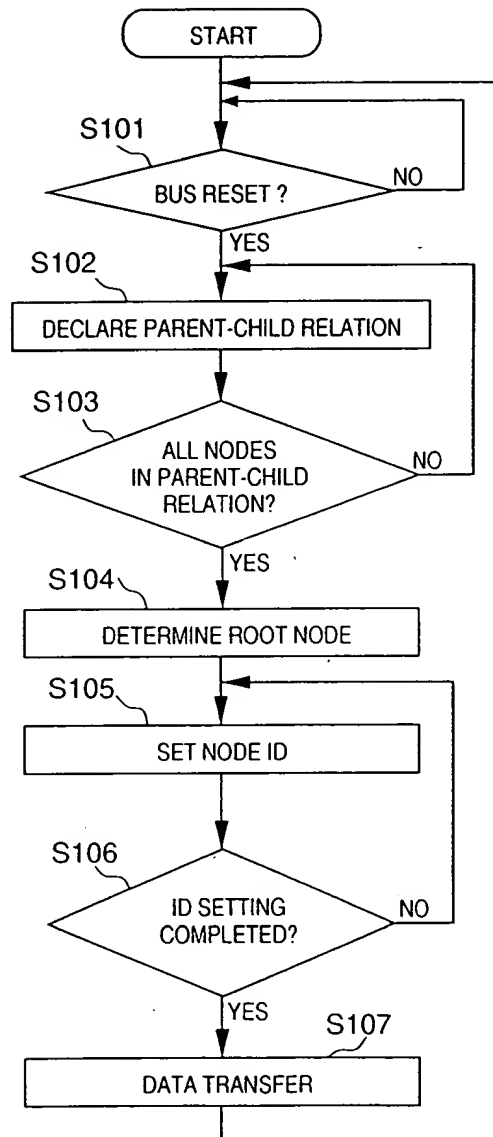 START
S101
BUS RESET ?
NO
YES
S102
DECLARE PARENT-CHILD RELATION
S103
ALL NODES
IN PARENT-CHILD
RELATION?
NO
YES
S104
DETERMINE ROOT NODE
S105
SET NODE ID
S106
ID SETTING
COMPLETED?
NO
YES
S107
DATA TRANSFER